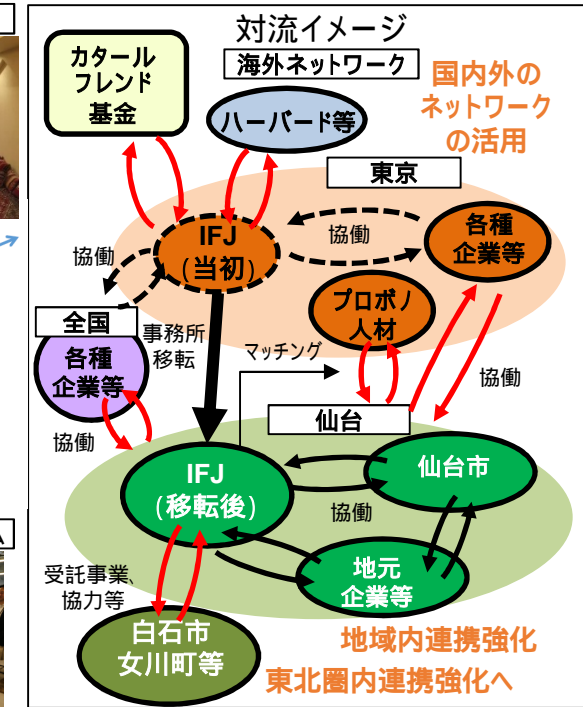 対流イメージ
海外ネットワーク
カタール
フレンド
基金
ハーバード等
国内外の
ネットワーク
の活用
東京
IFJ
(当初)
協働
各種
企業等
協働
プロボノ
人材
全国
各種
企業等
事務所
移転
マッチング
協働
協働
仙台
IFJ
(移転後)
仙台市
協働
地元
企業等
受託事業、
協力等
白石市
女川町等
地域内連携強化
東北圏内連携強化へ